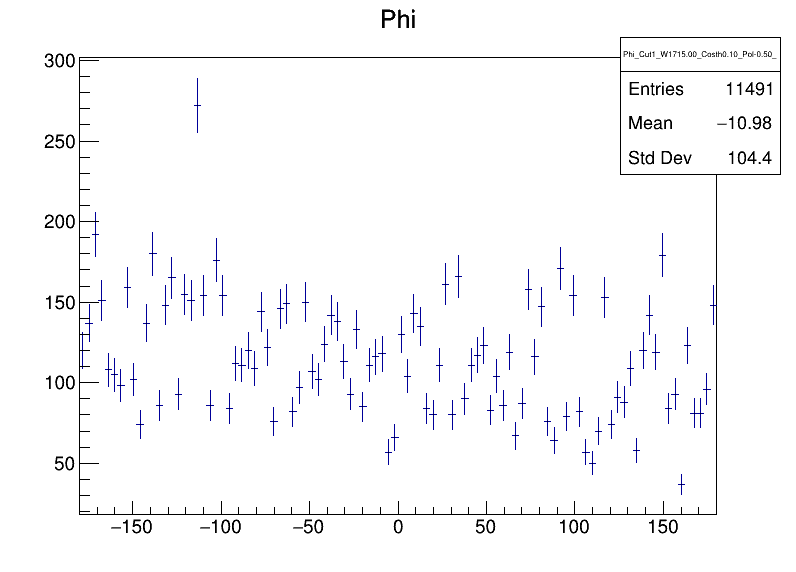 Phi
Phi_Cut1_W1715.00_Costh0.10_Pol-0.50_
Entries 11491
Mean −10.98
Std Dev 104.4
300
250
200
150
100
50
−150 −100 −50 0 50 100 150